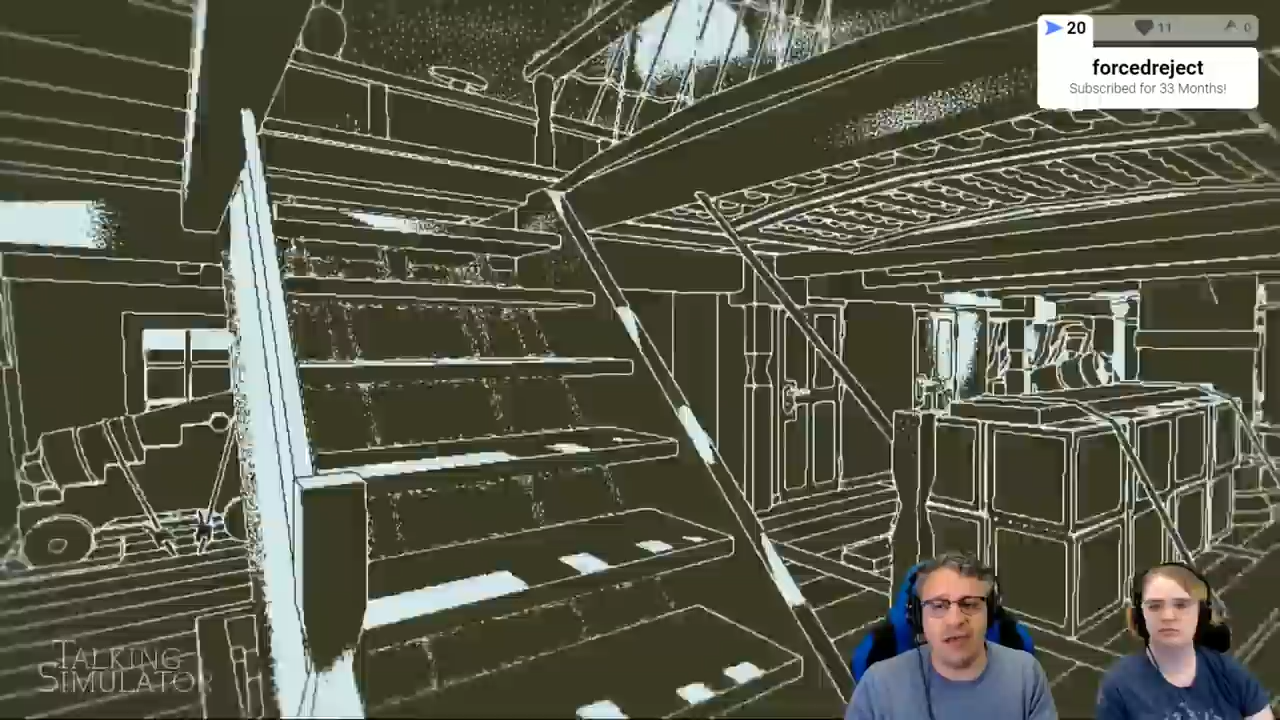 20
11
0
forcedreject
Subscribed for 33 Months!
TALKING
SIMULATOR